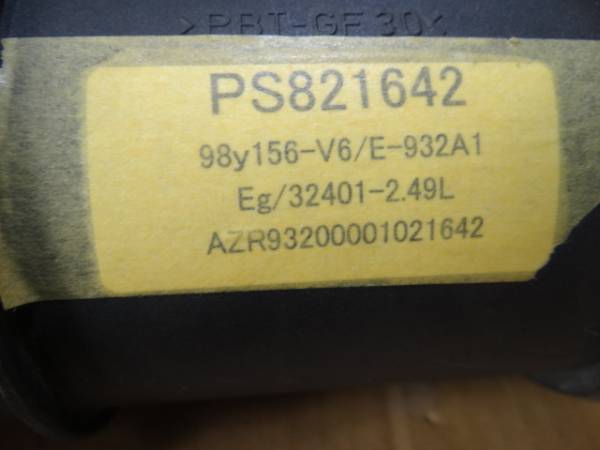 >PBT-GF30<
PS821642
98y156-V6/E-932A1
Eg/32401-2.49L
AZR93200001021642